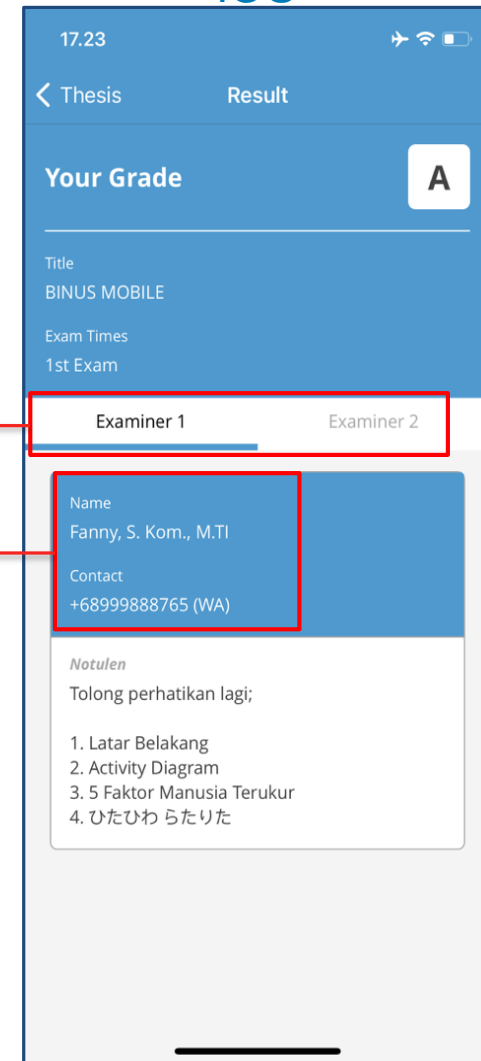 17.23
Thesis
Result
Your Grade
A
Title
BINUS MOBILE
Exam Times
1st Exam
Examiner 1
Examiner 2
Name
Fanny, S. Kom., M.TI
Contact
+68999888765 (WA)
Notulen
Tolong perhatikan lagi;
1. Latar Belakang
2. Activity Diagram
3. 5 Faktor Manusia Terukur
4. ひたひわ らたりた